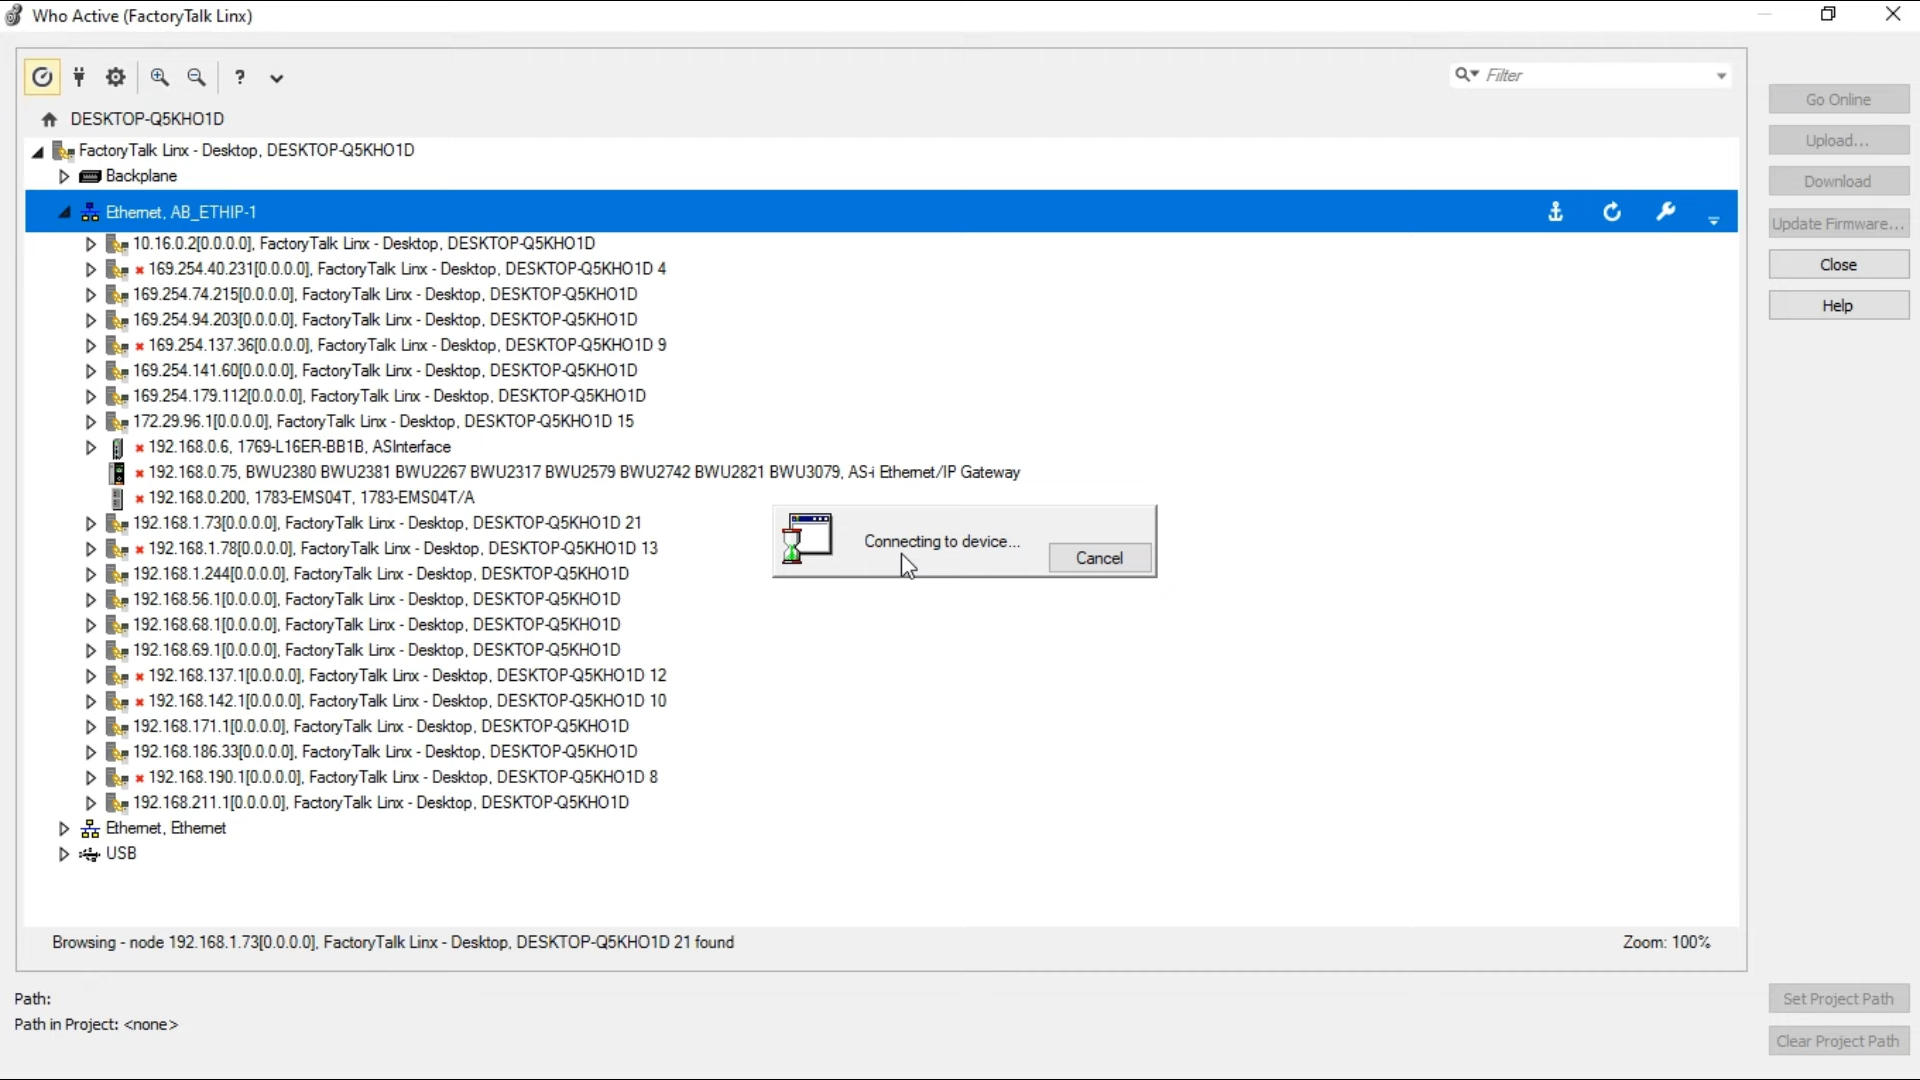 Who Active (FactoryTalk Linx)
? Filter
DESKTOP-Q5KHO1D
FactoryTalk Linx - Desktop, DESKTOP-Q5KHO1D
Backplane
Ethernet, AB_ETHIP-1
10.16.0.2[0.0.0.0], FactoryTalk Linx - Desktop, DESKTOP-Q5KHO1D
169.254.40.231[0.0.0.0], FactoryTalk Linx - Desktop, DESKTOP-Q5KHO1D 4
169.254.74.215[0.0.0.0], FactoryTalk Linx - Desktop, DESKTOP-Q5KHO1D
169.254.94.203[0.0.0.0], FactoryTalk Linx - Desktop, DESKTOP-Q5KHO1D
169.254.137.36[0.0.0.0], FactoryTalk Linx - Desktop, DESKTOP-Q5KHO1D 9
169.254.141.60[0.0.0.0], FactoryTalk Linx - Desktop, DESKTOP-Q5KHO1D
169.254.179.112[0.0.0.0], FactoryTalk Linx - Desktop, DESKTOP-Q5KHO1D
172.29.96.1[0.0.0.0], FactoryTalk Linx - Desktop, DESKTOP-Q5KHO1D 15
192.168.0.6, 1769-L16ER-BB1B, ASInterface
192.168.0.75, BWU2380 BWU2381 BWU2267 BWU2317 BWU2579 BWU2742 BWU2821 BWU3079, AS-i Ethernet/IP Gateway
192.168.0.200, 1783-EMS04T, 1783-EMS04T/A
192.168.1.73[0.0.0.0], FactoryTalk Linx - Desktop, DESKTOP-Q5KHO1D 21
192.168.1.78[0.0.0.0], FactoryTalk Linx - Desktop, DESKTOP-Q5KHO1D 13
192.168.1.244[0.0.0.0], FactoryTalk Linx - Desktop, DESKTOP-Q5KHO1D
192.168.56.1[0.0.0.0], FactoryTalk Linx - Desktop, DESKTOP-Q5KHO1D
192.168.68.1[0.0.0.0], FactoryTalk Linx - Desktop, DESKTOP-Q5KHO1D
192.168.69.1[0.0.0.0], FactoryTalk Linx - Desktop, DESKTOP-Q5KHO1D
192.168.137.1[0.0.0.0], FactoryTalk Linx - Desktop, DESKTOP-Q5KHO1D 12
192.168.142.1[0.0.0.0], FactoryTalk Linx - Desktop, DESKTOP-Q5KHO1D 10
192.168.171.1[0.0.0.0], FactoryTalk Linx - Desktop, DESKTOP-Q5KHO1D
192.168.186.33[0.0.0.0], FactoryTalk Linx - Desktop, DESKTOP-Q5KHO1D
192.168.190.1[0.0.0.0], FactoryTalk Linx - Desktop, DESKTOP-Q5KHO1D 8
192.168.211.1[0.0.0.0], FactoryTalk Linx - Desktop, DESKTOP-Q5KHO1D
Ethernet, Ethernet
USB
Connecting to device...
Cancel
Browsing - node 192.168.1.73[0.0.0.0], FactoryTalk Linx - Desktop, DESKTOP-Q5KHO1D 21 found
Zoom: 100%
Path:
Path in Project: <none>
Go Online
Upload...
Download
Update Firmware...
Close
Help
Set Project Path
Clear Project Path